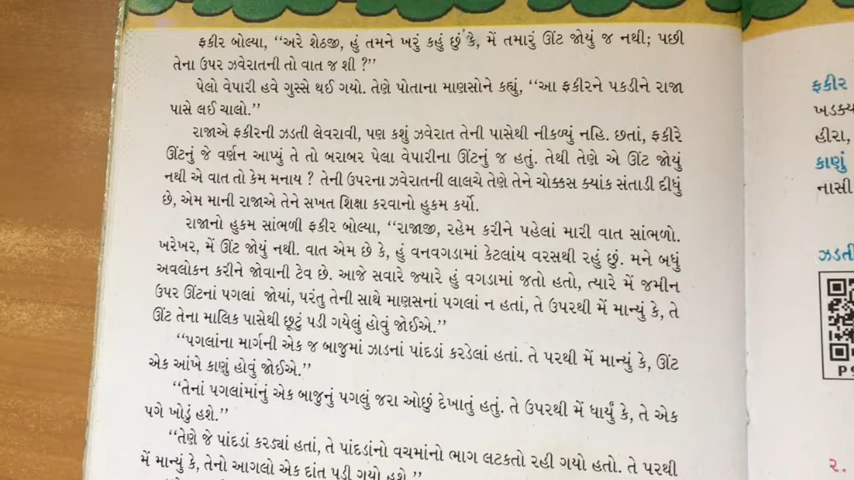 ફકીર બોલ્યા, ‘‘અરે શેઠજી, હું તમને ખરું કહું છું કે, મેં તમારું ઊંટ જોયું જ નથી; પછી
તેના ઉપર ઝવેરાતની તો વાત જ શી ?’’
પેલો વેપારી હવે ગુસ્સે થઈ ગયો. તેણે પોતાના માણસોને કહ્યું, ‘‘આ ફકીરને પકડીને રાજા
પાસે લઈ ચાલો.’’
રાજાએ ફકીરની ઝડતી લેવરાવી, પણ કશું ઝવેરાત તેની પાસેથી નીકળ્યું નહિ. છતાં, ફકીરે
ઊંટનું જે વર્ણન આપ્યું તે તો બરાબર પેલા વેપારીના ઊંટનું જ હતું. તેથી તેણે એ ઊંટ જોયું
નથી એ વાત તો કેમ મનાય ? તેની ઉપરના ઝવેરાતની લાલચે તેણે તેને ચોક્કસ ક્યાંક સંતાડી દીધું
છે, એમ માની રાજાએ તેને સખત શિક્ષા કરવાનો હુકમ કર્યો.
રાજાનો હુકમ સાંભળી ફકીર બોલ્યા, ‘‘રાજાજી, રહેમ કરીને પહેલાં મારી વાત સાંભળો.
ખરેખર, મેં ઊંટ જોયું નથી. વાત એમ છે કે, હું વનવગડામાં કેટલાંય વરસથી રહું છું. મને બધું
અવલોકન કરીને જોવાની ટેવ છે. આજે સવારે જ્યારે હું વગડામાં જતો હતો, ત્યારે મેં જમીન
ઉપર ઊંટનાં પગલાં જોયાં, પરંતુ તેની સાથે માણસનાં પગલાં ન હતાં, તે ઉપરથી મેં માન્યું કે, તે
ઊંટ તેના માલિક પાસેથી છૂટું પડી ગયેલું હોવું જોઈએ.’’
‘‘પગલાંના માર્ગની એક જ બાજુમાં ઝાડનાં પાંદડાં કરડેલાં હતાં. તે પરથી મેં માન્યું કે, ઊંટ
એક આંખે કાણું હોવું જોઈએ.’’
‘‘તેનાં પગલાંમાંનું એક બાજુનું પગલું જરા ઓછું દેખાતું હતું. તે ઉપરથી મેં ધાર્યું કે, તે એક
પગે ખોડું હશે.’’
‘‘તેણે જે પાંદડાં કરડ્યાં હતાં, તે પાંદડાંનો વચમાંનો ભાગ લટકતો રહી ગયો હતો. તે પરથી
મેં માન્યું કે, તેનો આગલો એક દાંત પડી ગયો હશે.’’
ફકીર
ખડક્ય
હીરા,
કાણું
નાસી
ઝડતી
૨.